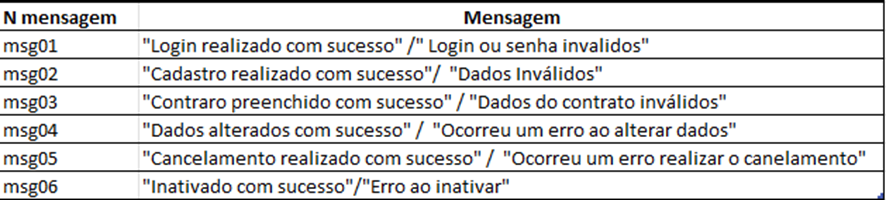 N mensagem Mensagem
msg01 "Login realizado com sucesso" /" Login ou senha invalidos"
msg02 "Cadastro realizado com sucesso"/ "Dados Inválidos"
msg03 "Contraro preenchido com sucesso" / "Dados do contrato inválidos"
msg04 "Dados alterados com sucesso" / "Ocorreu um erro ao alterar dados"
msg05 "Cancelamento realizado com sucesso" / "Ocorreu um erro realizar o canelamento"
msg06 "Inativado com sucesso"/"Erro ao inativar"